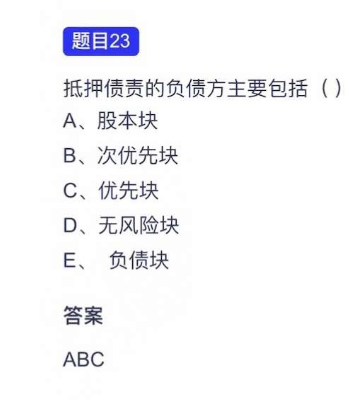 题目23
抵押债责的负债方主要包括（）
A、股本块
B、次优先块
C、优先块
D、无风险块
E、 负债块
答案
ABC